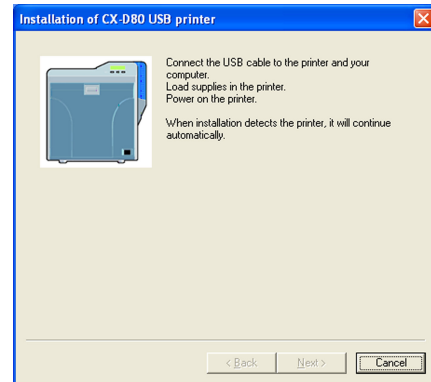 Installation of CX-D80 USB printer
Connect the USB cable to the printer and your
computer.
Load supplies in the printer.
Power on the printer.
When installation detects the printer, it will continue
automatically.
< Back
Next >
Cancel